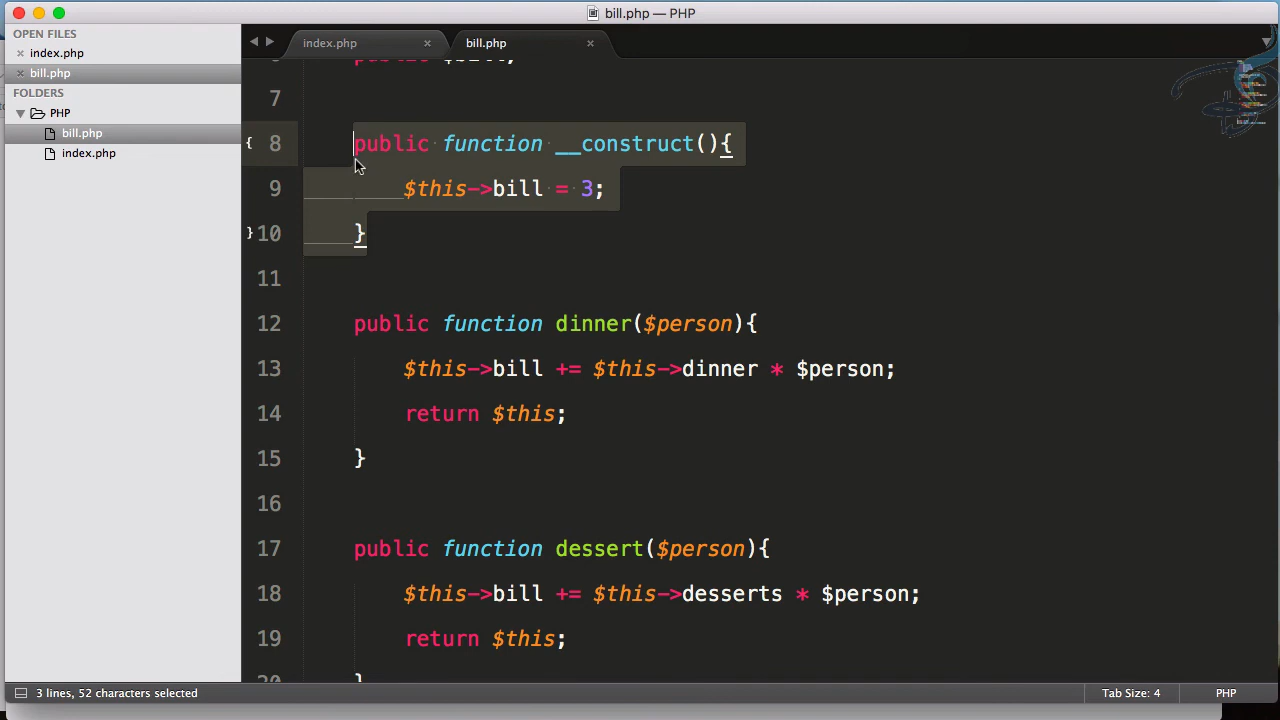 bill.php — PHP
OPEN FILES
index.php
bill.php
FOLDERS
PHP
bill.php
index.php
index.php
bill.php
public $bill;
7
8 public function __construct(){
9 $this->bill = 3;
10 }
11
12 public function dinner($person){
13 $this->bill += $this->dinner * $person;
14 return $this;
15 }
16
17 public function dessert($person){
18 $this->bill += $this->desserts * $person;
19 return $this;
20 }
3 lines, 52 characters selected
Tab Size: 4
PHP